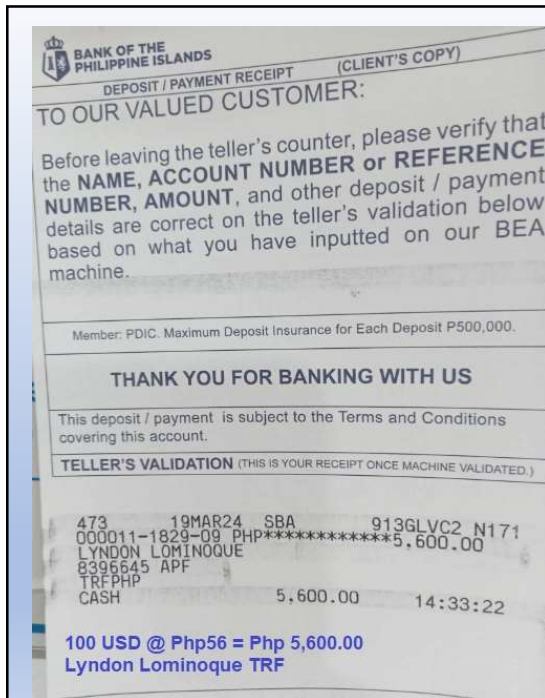 BANK OF THE
PHILIPPINE ISLANDS
DEPOSIT / PAYMENT RECEIPT (CLIENT'S COPY)
TO OUR VALUED CUSTOMER:
Before leaving the teller's counter, please verify that
the NAME, ACCOUNT NUMBER or REFERENCE
NUMBER, AMOUNT, and other deposit / payment
details are correct on the teller's validation below
based on what you have inputted on our BEA
machine.
Member: PDIC. Maximum Deposit Insurance for Each Deposit P500,000.
THANK YOU FOR BANKING WITH US
This deposit / payment is subject to the Terms and Conditions
covering this account.
TELLER'S VALIDATION (THIS IS YOUR RECEIPT ONCE MACHINE VALIDATED.)
473 19MAR24 SBA 913GLVC2 N171
000011-1829-09 PHP************5,600.00
LYNDON LOMINOQUE
8396645 APF
TRFPHP
CASH 5,600.00 14:33:22
100 USD @ Php56 = Php 5,600.00
Lyndon Lominoque TRF